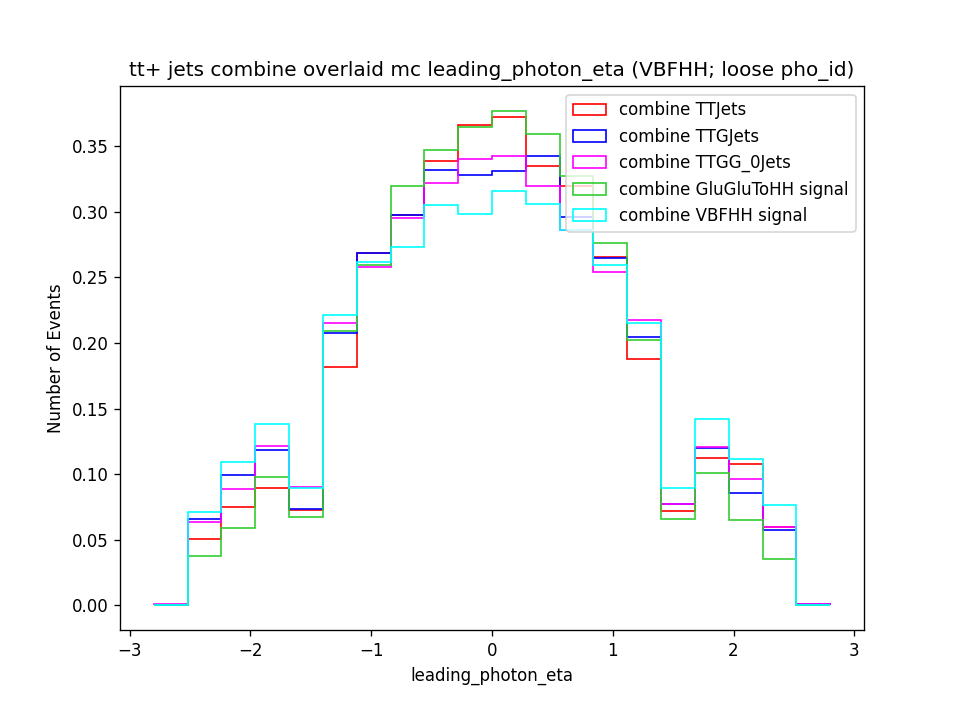 tt+ jets combine overlaid mc leading_photon_eta (VBFHH; loose pho_id)
combine TTJets
combine TTGJets
combine TTGG_0Jets
combine GluGluToHH signal
combine VBFHH signal
Number of Events
0.35
0.30
0.25
0.20
0.15
0.10
0.05
0.00
−3 −2 −1 0 1 2 3
leading_photon_eta